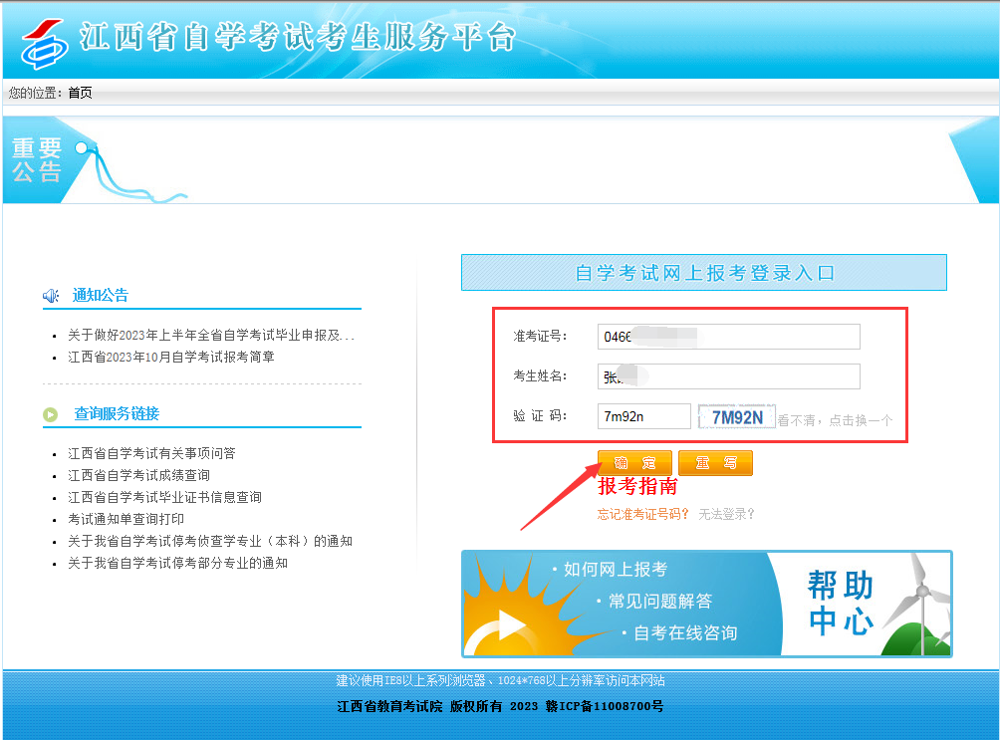 江西省自学考试考生服务平台
您的位置：首页
重要
公告
通知公告
关于做好2023年上半年全省自学考试毕业申报及...
江西省2023年10月自学考试报考简章
查询服务链接
江西省自学考试有关事项问答
江西省自学考试成绩查询
江西省自学考试毕业证书信息查询
考试通知单查询打印
关于我省自学考试停考侦查学专业（本科）的通知
关于我省自学考试停考部分专业的通知
自学考试网上报考登录入口
准考证号： 0466
考生姓名： 张
验 证 码： 7m92n 7M92N 看不清，点击换一个
确 定 重 写
报考指南
忘记准考证号码？ 无法登录？
·如何网上报考
·常见问题解答
·自考在线咨询
帮助
中心
建议使用IE8以上系列浏览器、1024*768以上分辨率访问本网站
江西省教育考试院 版权所有 2023 赣ICP备11008700号